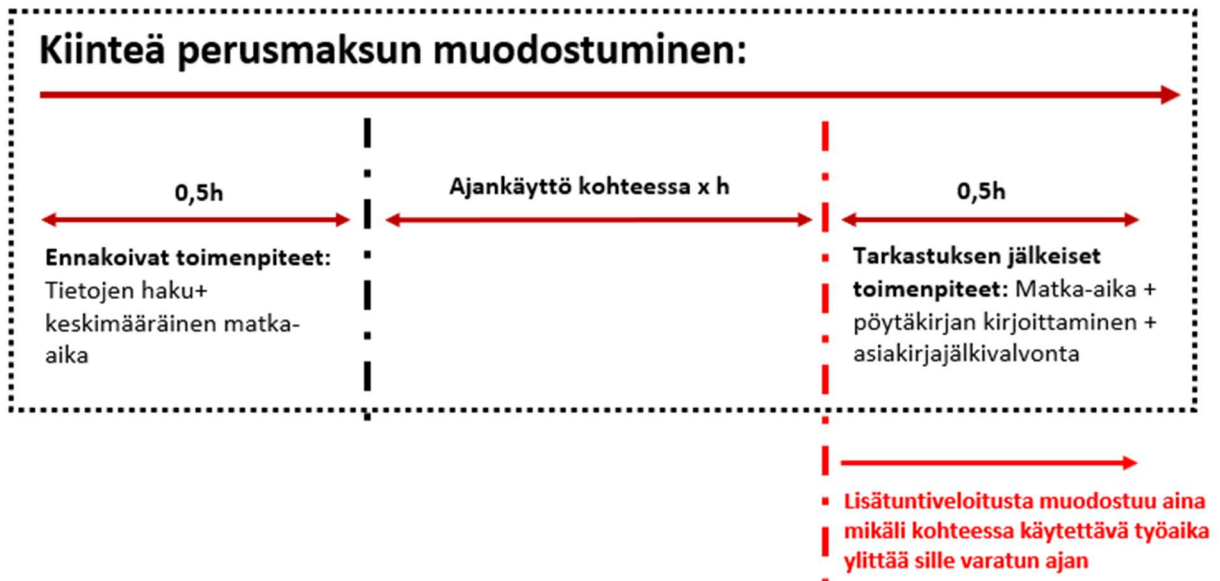 Kiinteä perusmaksun muodostuminen:
0,5h
Ajankäyttö kohteessa x h
0,5h
Ennakoivat toimenpiteet:
Tietojen haku+
keskimääräinen matka-
aika
Tarkastuksen jälkeiset
toimenpiteet: Matka-aika +
pöytäkirjan kirjoittaminen +
asiakirjajälkivalvonta
Lisätuntiveloitusta muodostuu aina
mikäli kohteessa käytettävä työaika
ylittää sille varatun ajan